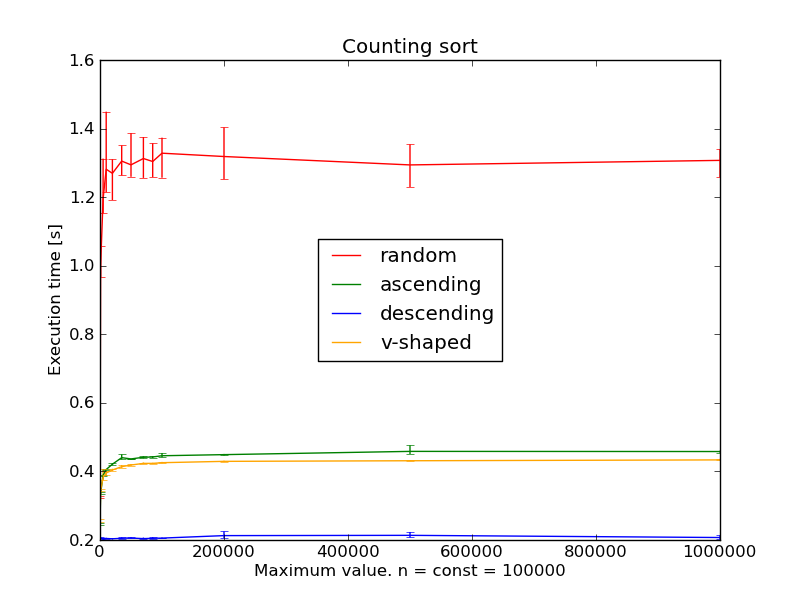 Counting sort
1.6
1.4
1.2
1.0
0.8
0.6
0.4
0.2
Execution time [s]
random
ascending
descending
v-shaped
0 200000 400000 600000 800000 1000000
Maximum value. n = const = 100000